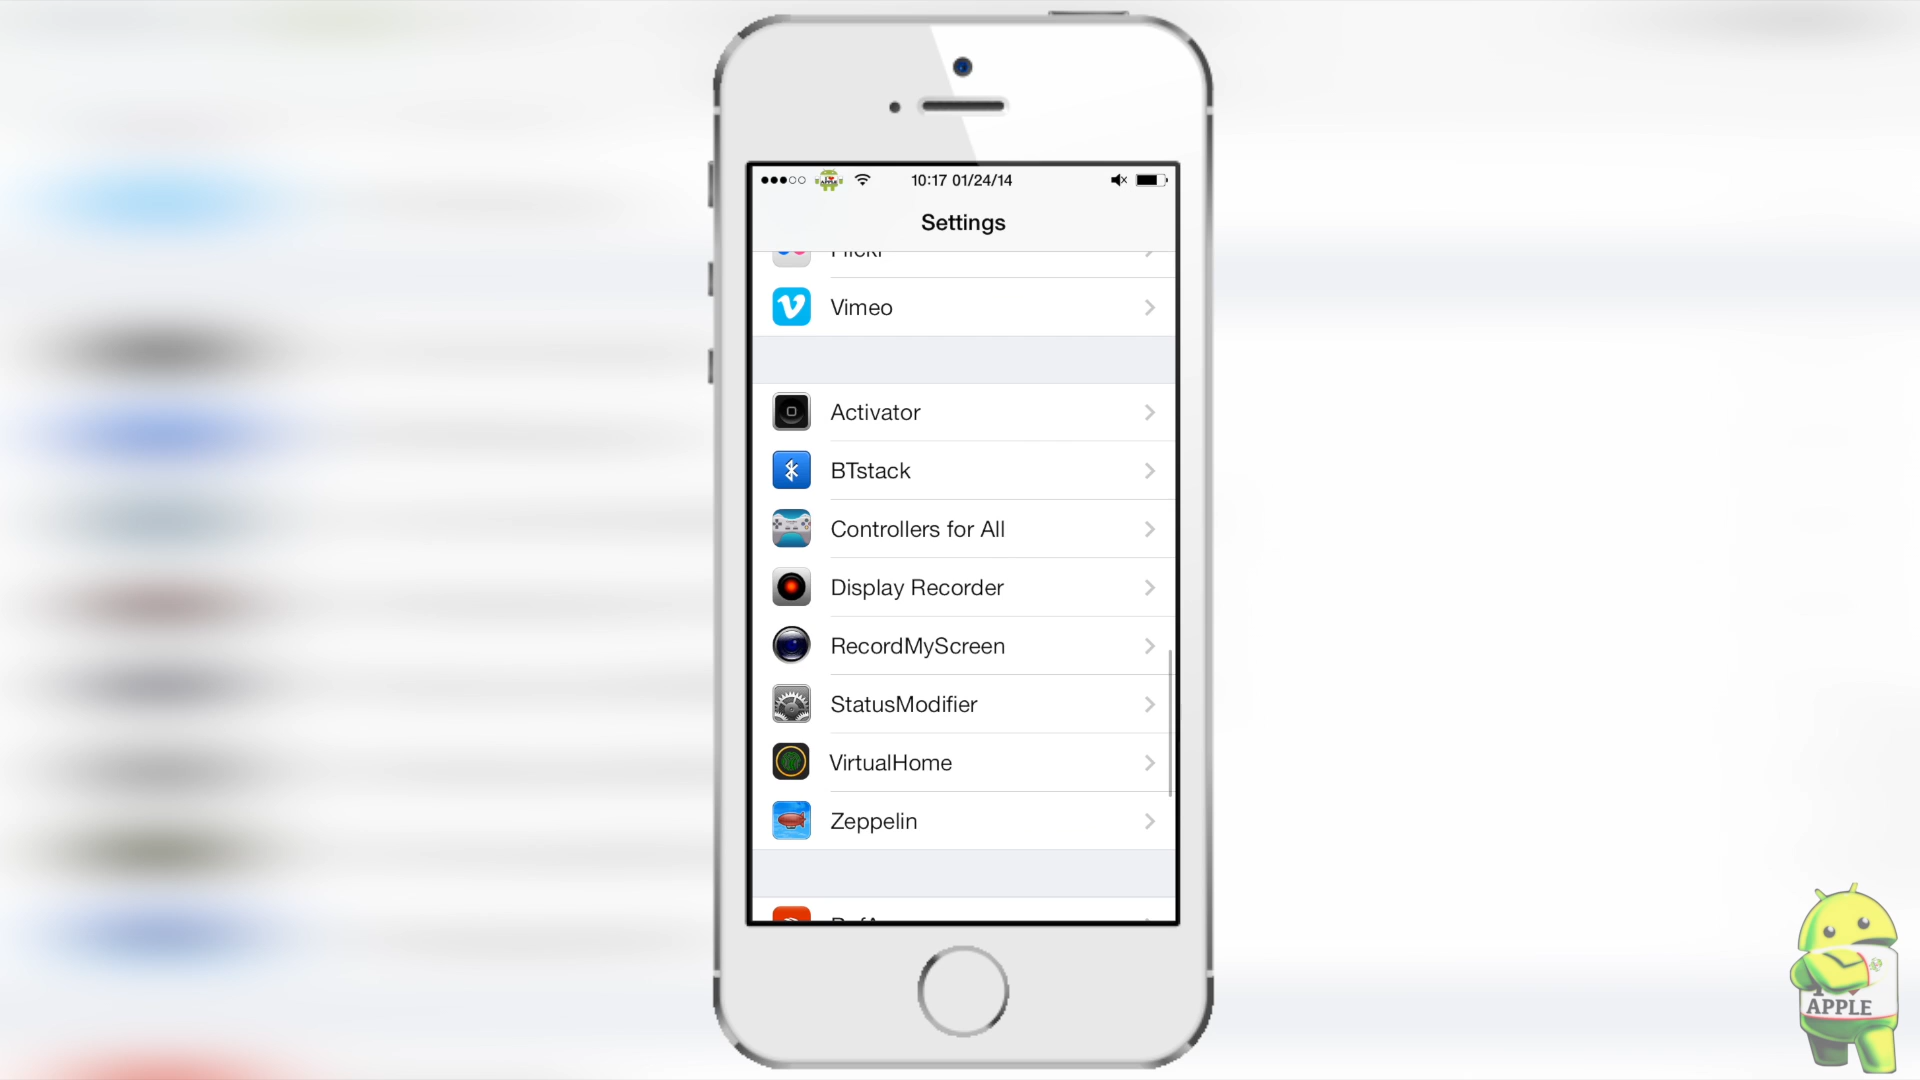 10:17 01/24/14
Settings
Flickr
Vimeo
Activator
BTstack
Controllers for All
Display Recorder
RecordMyScreen
StatusModifier
VirtualHome
Zeppelin
I
APPLE